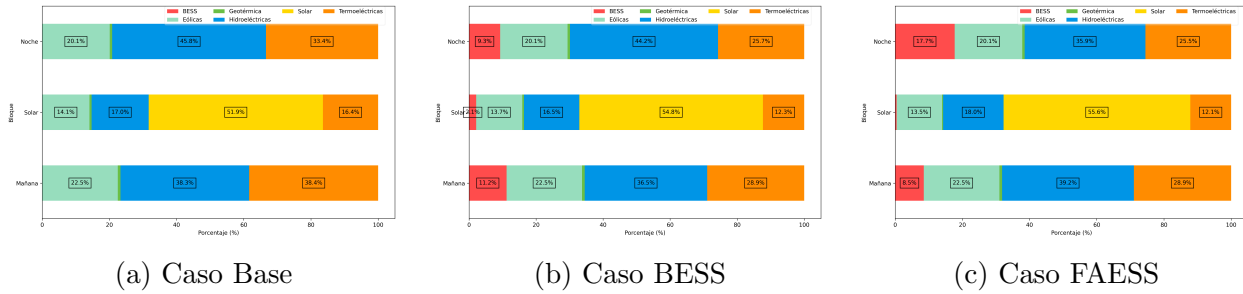 BESS Geotérmica Solar Termoeléctricas
Eólicas Hidroeléctricas
Noche 20.1% 45.8% 33.4%
Solar 14.1% 17.0% 51.9% 16.4%
Mañana 22.5% 38.3% 38.4%
Bloque
0 20 40 60 80 100
Porcentaje (%)
(a) Caso Base
BESS Geotérmica Solar Termoeléctricas
Eólicas Hidroeléctricas
Noche 9.3% 20.1% 44.2% 25.7%
Solar 2.1% 13.7% 16.5% 54.8% 12.3%
Mañana 11.2% 22.5% 36.5% 28.9%
Bloque
0 20 40 60 80 100
Porcentaje (%)
(b) Caso BESS
BESS Geotérmica Solar Termoeléctricas
Eólicas Hidroeléctricas
Noche 17.7% 20.1% 35.9% 25.5%
Solar 13.5% 18.0% 55.6% 12.1%
Mañana 8.5% 22.5% 39.2% 28.9%
Bloque
0 20 40 60 80 100
Porcentaje (%)
(c) Caso FAESS